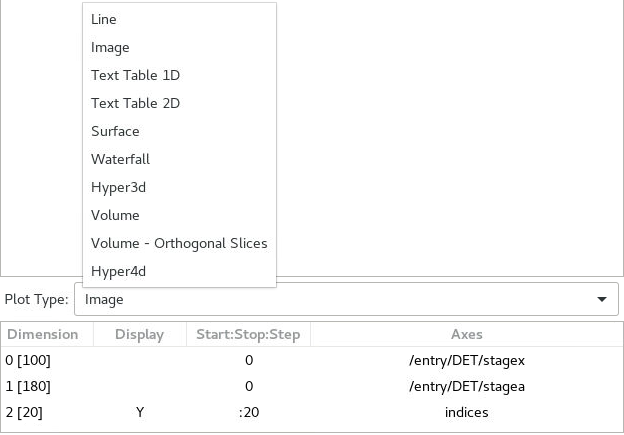 Line
Image
Text Table 1D
Text Table 2D
Surface
Waterfall
Hyper3d
Volume
Volume - Orthogonal Slices
Hyper4d
Plot Type: Image
Dimension Display Start:Stop:Step Axes
0 [100] 0 /entry/DET/stagex
1 [180] 0 /entry/DET/stagea
2 [20] Y :20 indices